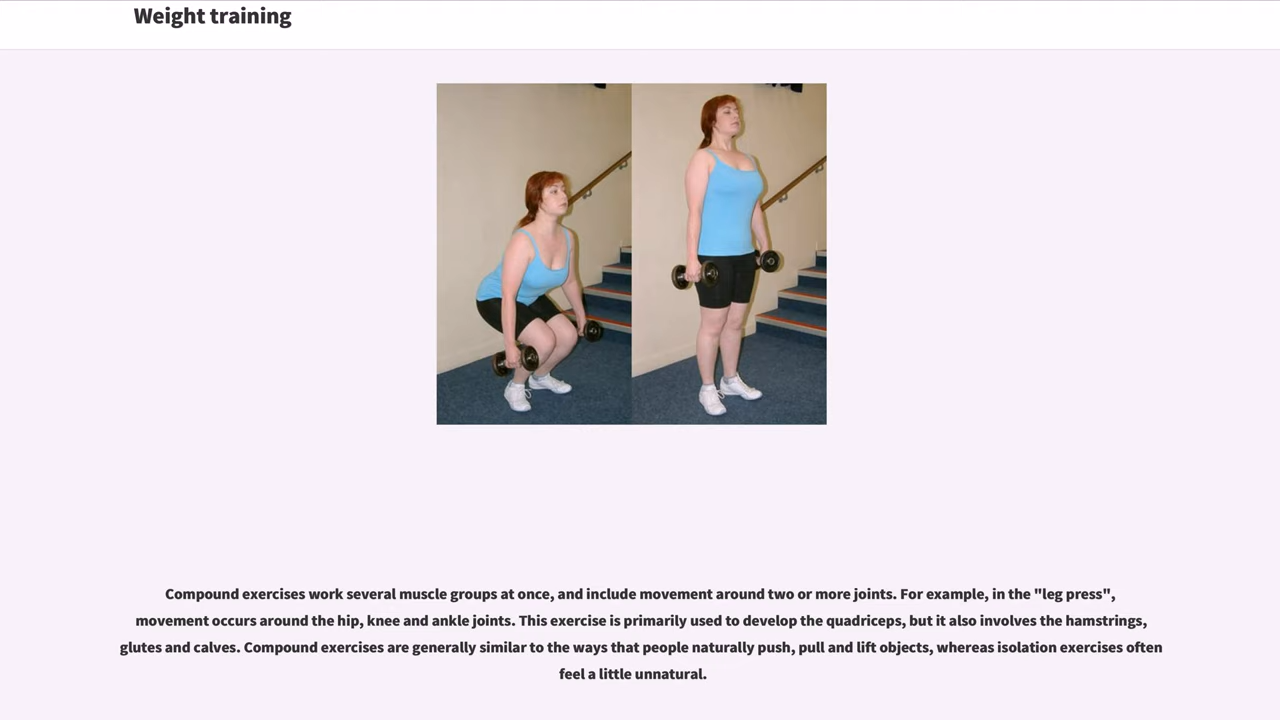 Weight training
Compound exercises work several muscle groups at once, and include movement around two or more joints. For example, in the "leg press",
movement occurs around the hip, knee and ankle joints. This exercise is primarily used to develop the quadriceps, but it also involves the hamstrings,
glutes and calves. Compound exercises are generally similar to the ways that people naturally push, pull and lift objects, whereas isolation exercises often
feel a little unnatural.